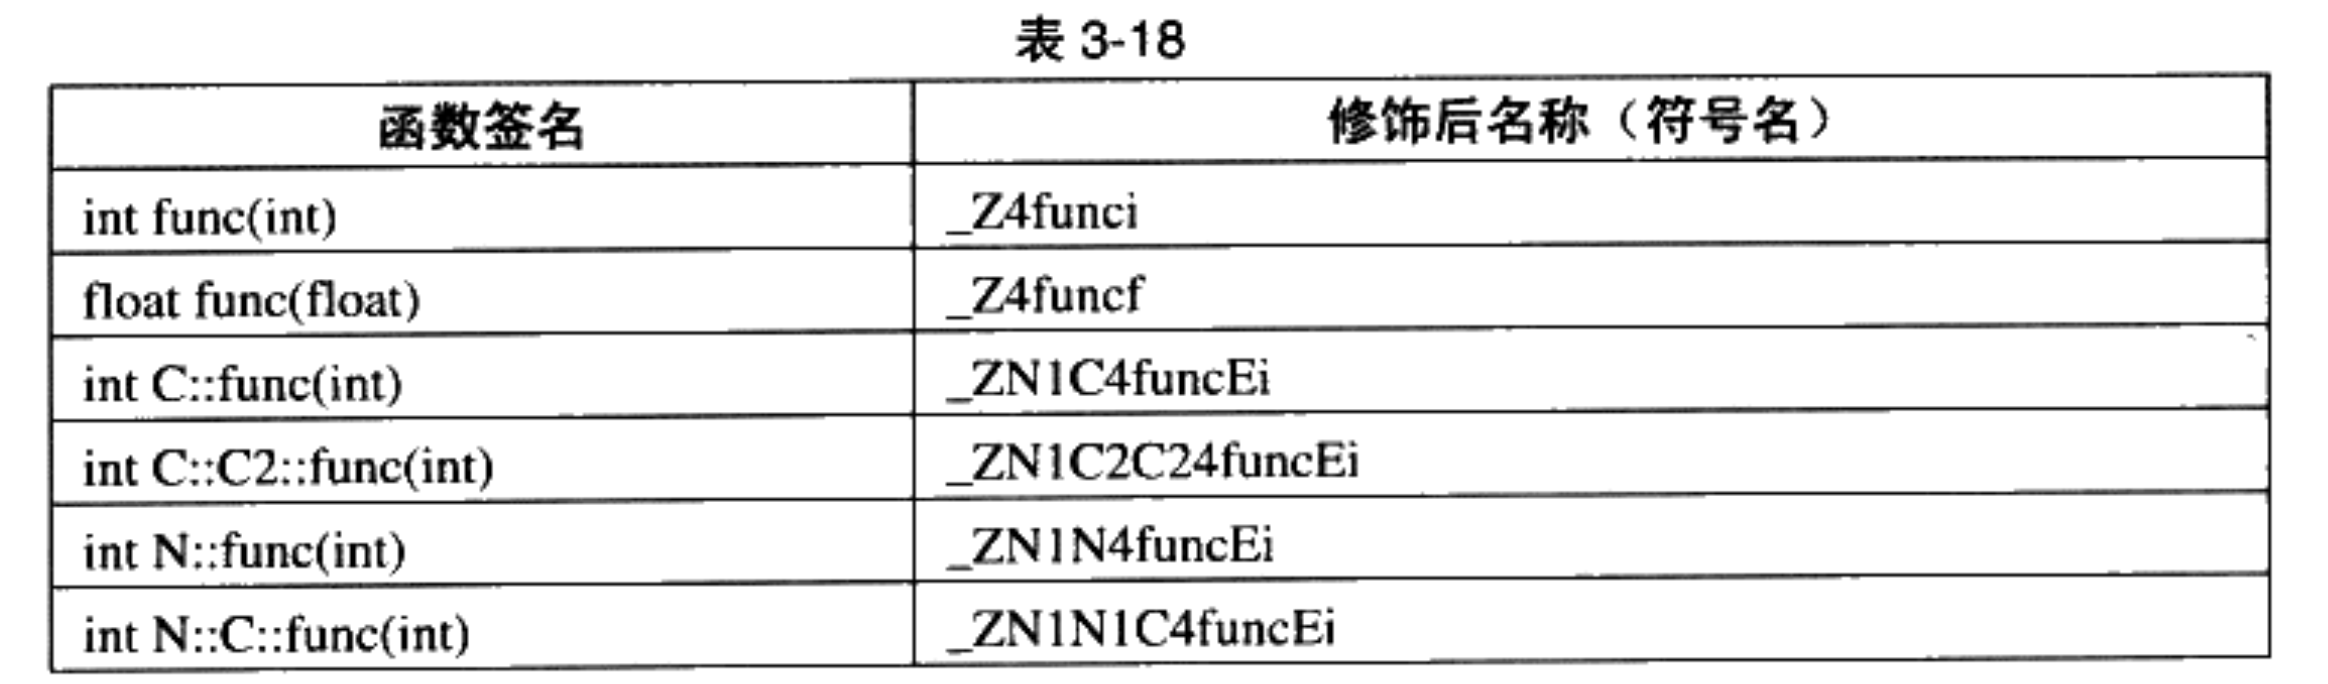 表 3-18
函数签名 修饰后名称（符号名）
int func(int) _Z4funci
float func(float) _Z4funcf
int C::func(int) _ZN1C4funcEi
int C::C2::func(int) _ZN1C2C24funcEi
int N::func(int) _ZN1N4funcEi
int N::C::func(int) _ZN1N1C4funcEi